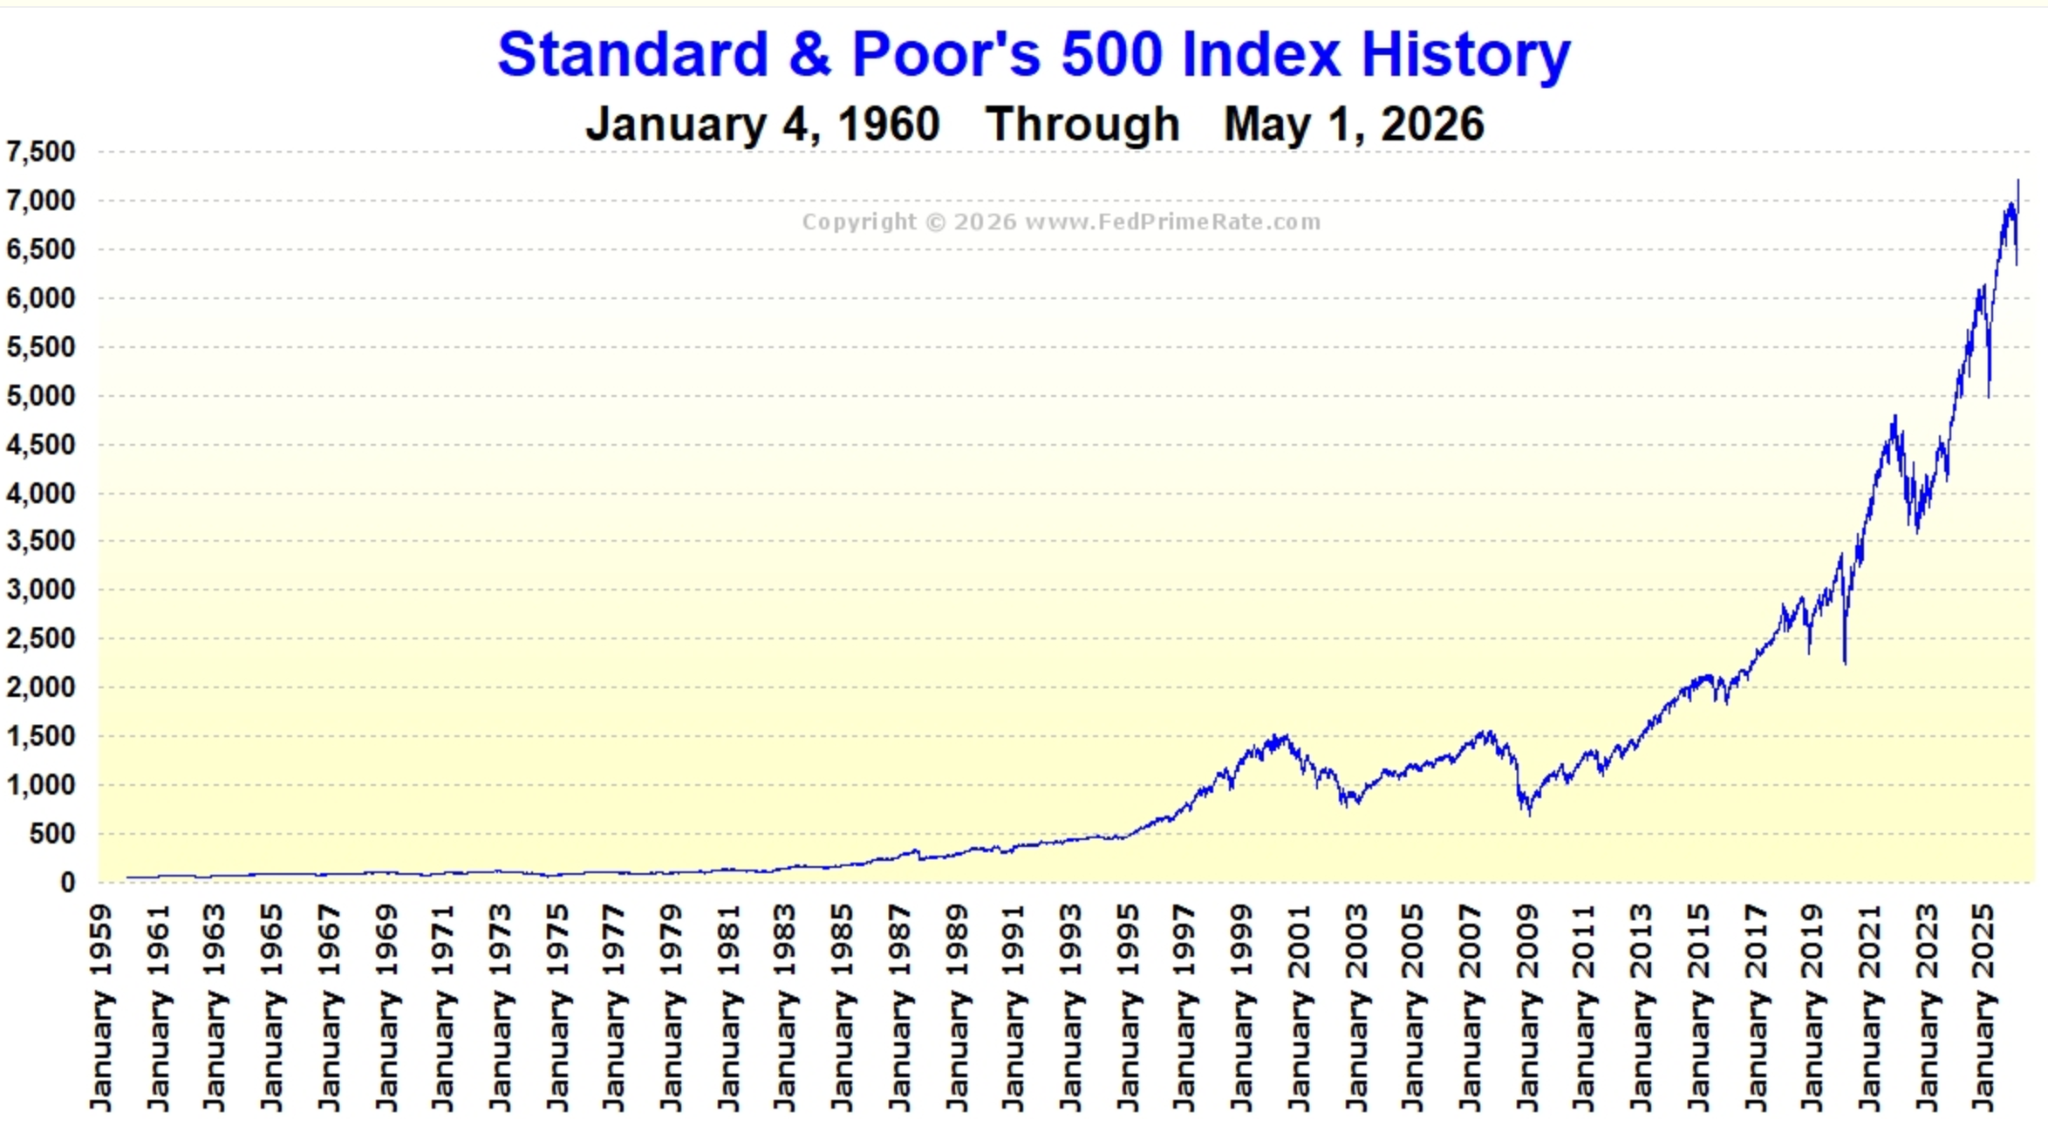 Standard & Poor's 500 Index History
January 4, 1960 Through May 1, 2026
Copyright © 2026 www.FedPrimeRate.com
7,500
7,000
6,500
6,000
5,500
5,000
4,500
4,000
3,500
3,000
2,500
2,000
1,500
1,000
500
0
January 1959
January 1961
January 1963
January 1965
January 1967
January 1969
January 1971
January 1973
January 1975
January 1977
January 1979
January 1981
January 1983
January 1985
January 1987
January 1989
January 1991
January 1993
January 1995
January 1997
January 1999
January 2001
January 2003
January 2005
January 2007
January 2009
January 2011
January 2013
January 2015
January 2017
January 2019
January 2021
January 2023
January 2025